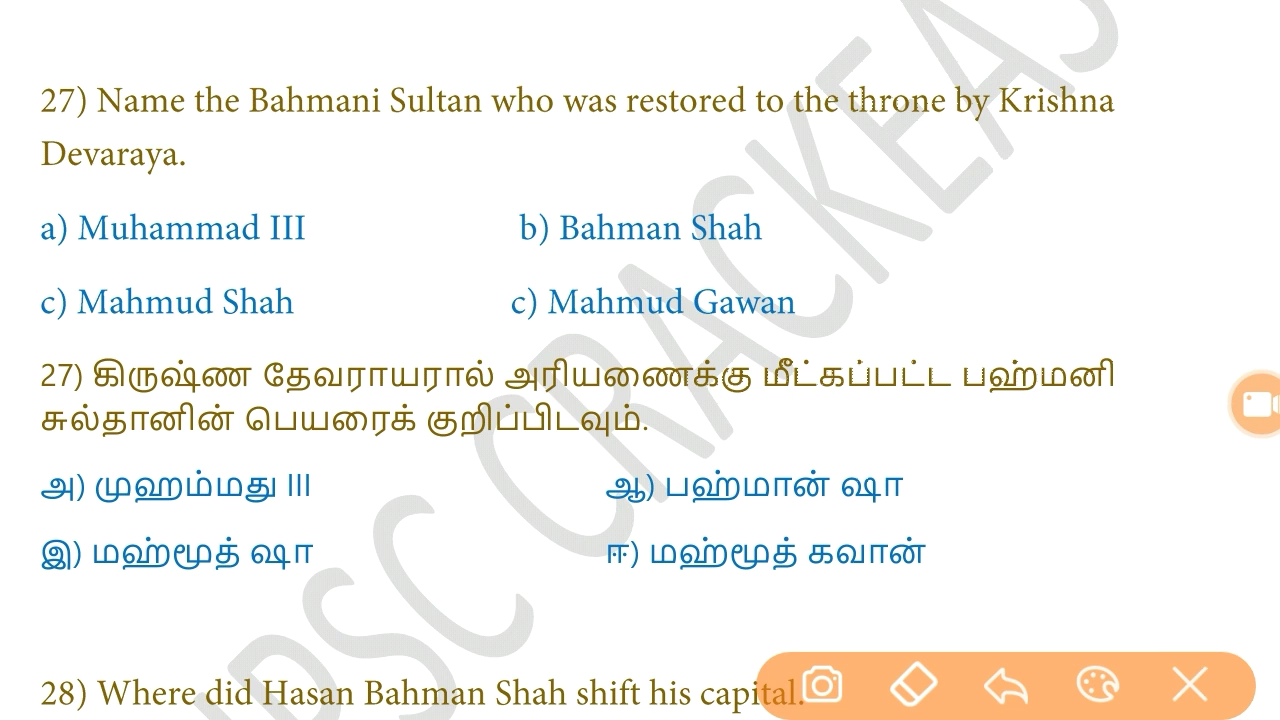 27) Name the Bahmani Sultan who was restored to the throne by Krishna
Devaraya.
a) Muhammad III b) Bahman Shah
c) Mahmud Shah c) Mahmud Gawan
27) கிருஷ்ண தேவராயரால் அரியணைக்கு மீட்கப்பட்ட பஹ்மனி
சுல்தானின் பெயரைக் குறிப்பிடவும்.
அ) முஹம்மது III ஆ) பஹ்மான் ஷா
இ) மஹ்மூத் ஷா ஈ) மஹ்மூத் கவான்
28) Where did Hasan Bahman Shah shift his capital.